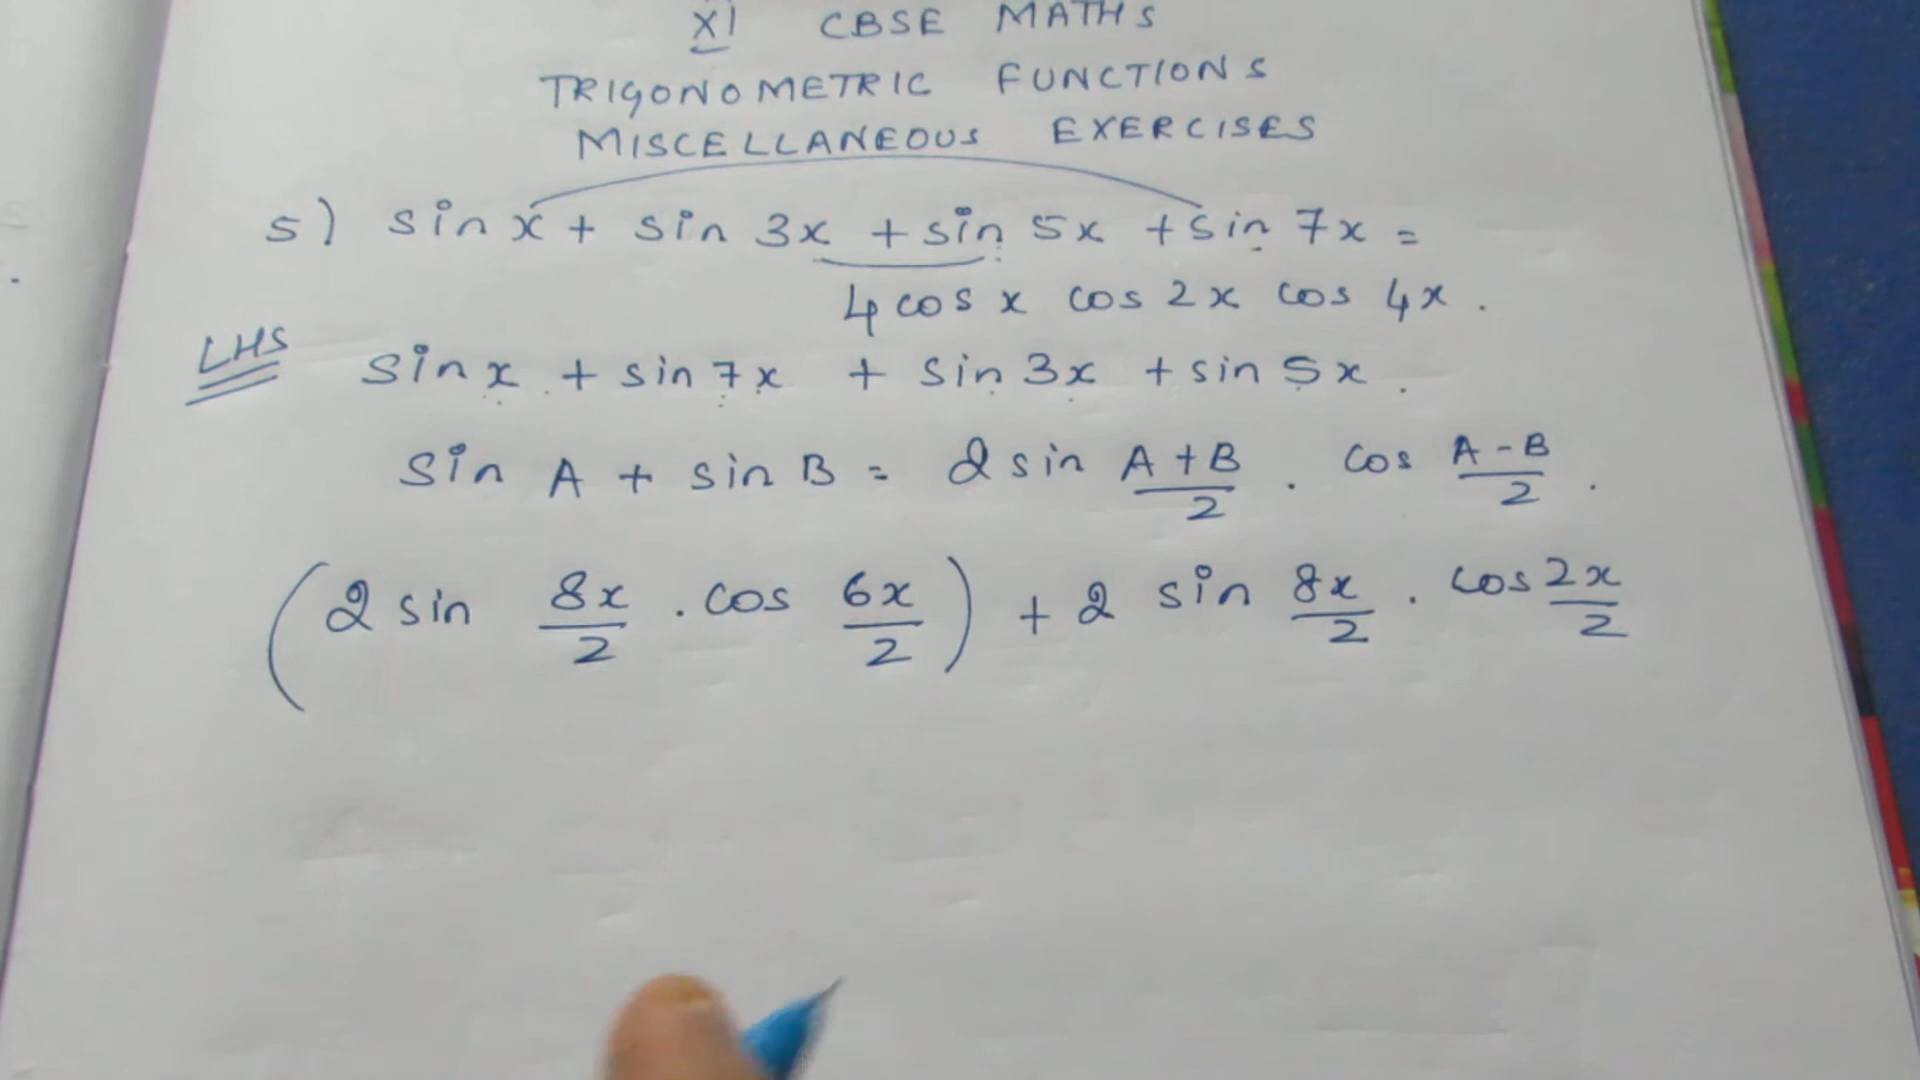 XI CBSE MATHS
TRIGONOMETRIC FUNCTIONS
MISCELLANEOUS EXERCISES
5) sin x + sin 3x + sin 5x + sin 7x =
4 cos x cos 2x cos 4x .
LHS sin x + sin 7x + sin 3x + sin 5x .
sin A + sin B = 2 sin (A+B)/2 . cos (A-B)/2 .
(2 sin 8x/2 . cos 6x/2) + 2 sin 8x/2 . cos 2x/2